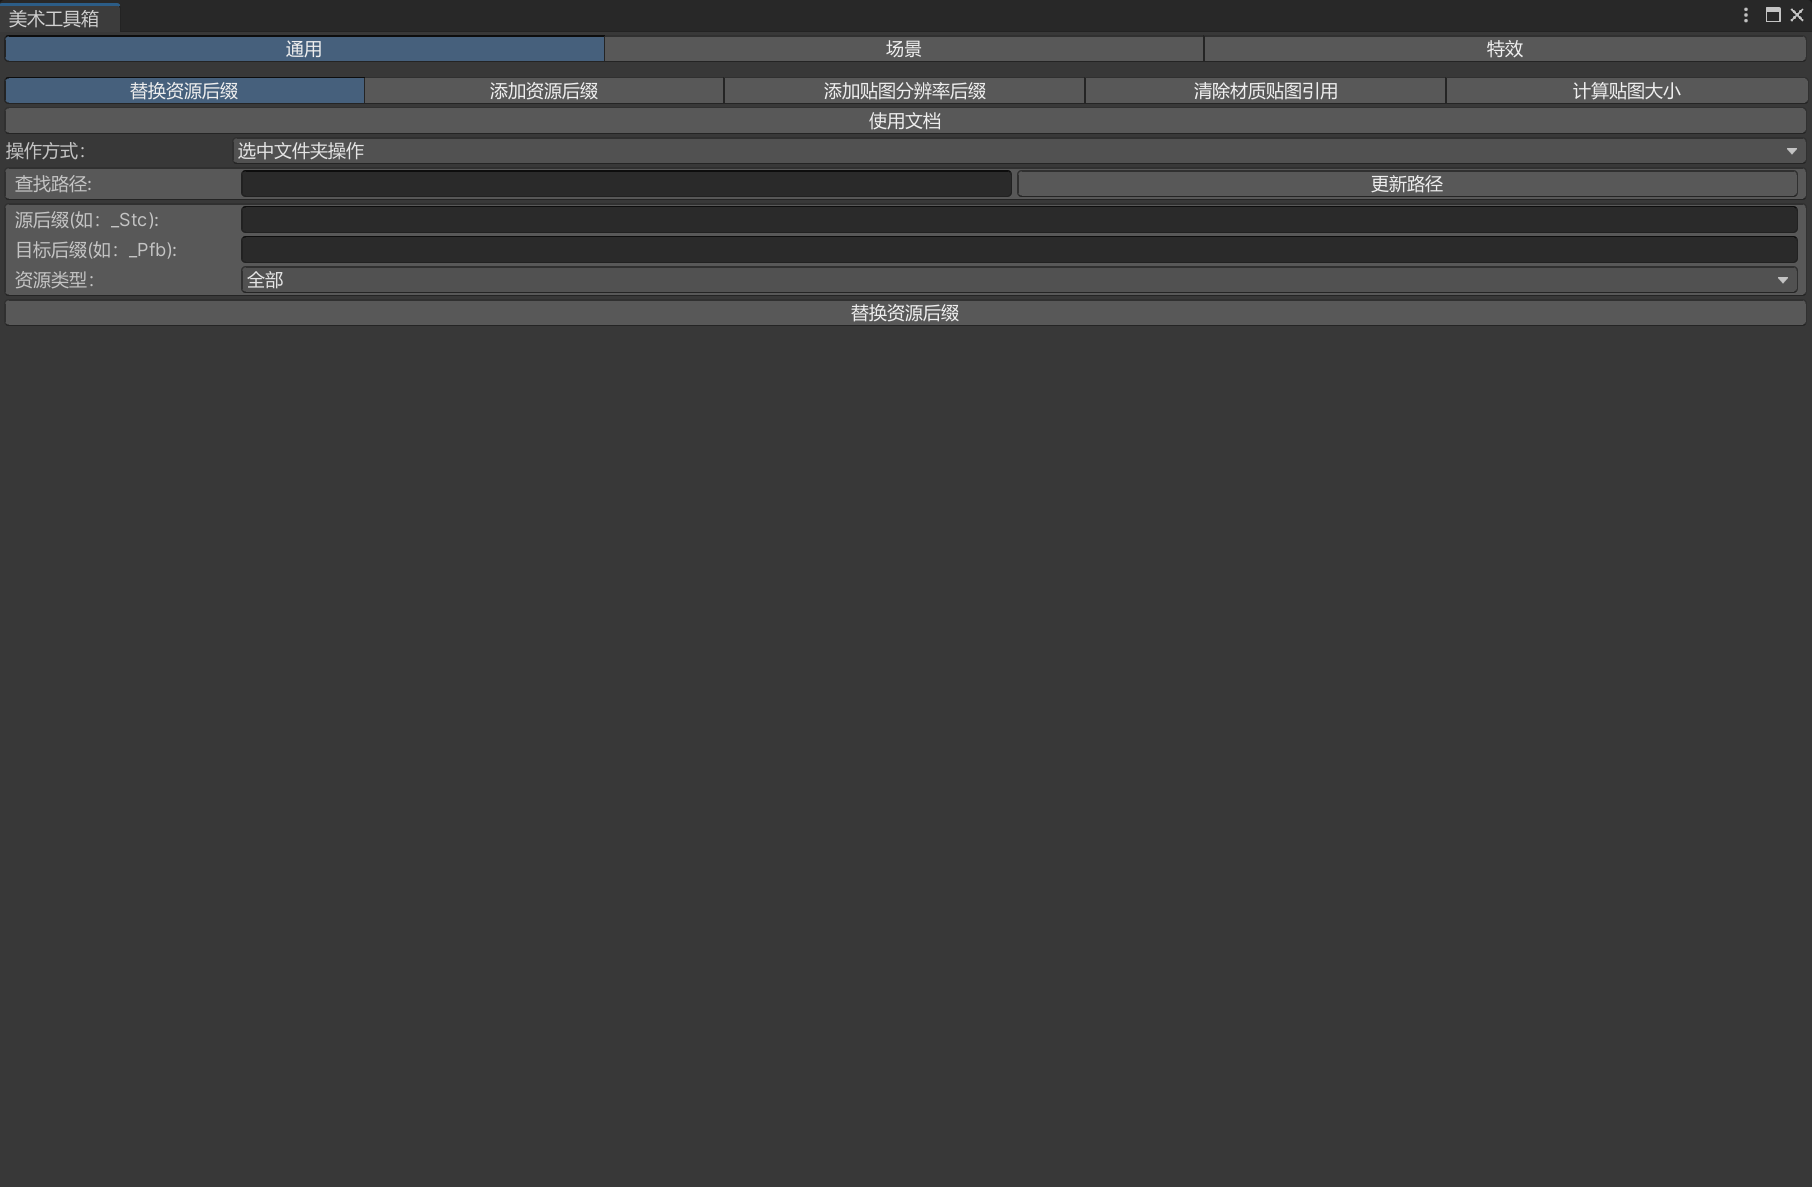 美术工具箱
通用 场景 特效
替换资源后缀 添加资源后缀 添加贴图分辨率后缀 清除材质贴图引用 计算贴图大小
使用文档
操作方式: 选中文件夹操作
查找路径: 更新路径
源后缀(如：_Stc):
目标后缀(如：_Pfb):
资源类型: 全部
替换资源后缀